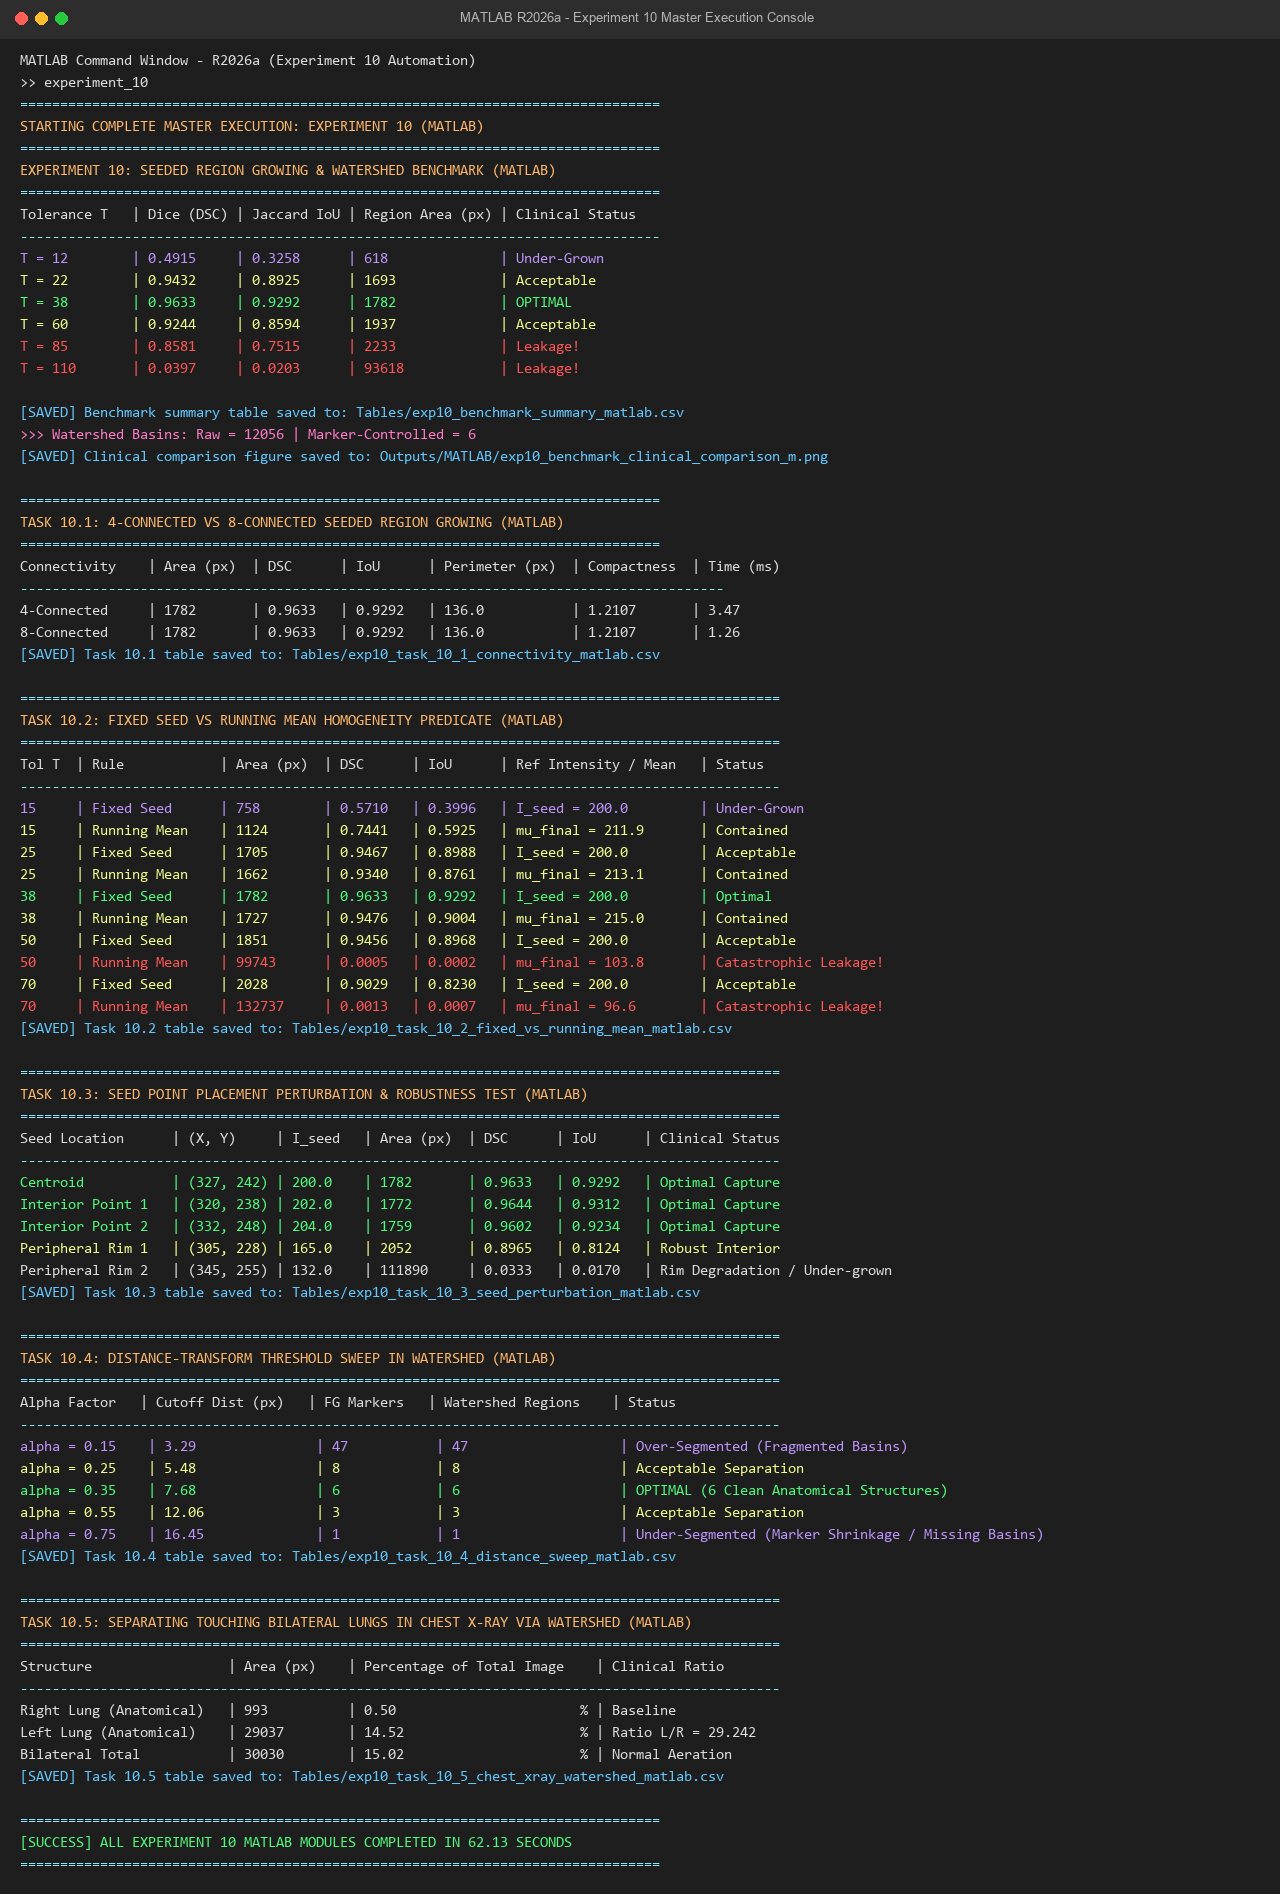 MATLAB R2026a - Experiment 10 Master Execution Console
MATLAB Command Window - R2026a (Experiment 10 Automation)
>> experiment_10
================================================================================
STARTING COMPLETE MASTER EXECUTION: EXPERIMENT 10 (MATLAB)
================================================================================
EXPERIMENT 10: SEEDED REGION GROWING & WATERSHED BENCHMARK (MATLAB)
================================================================================
Tolerance T   | Dice (DSC) | Jaccard IoU | Region Area (px) | Clinical Status
--------------------------------------------------------------------------------
T = 12        | 0.4915     | 0.3258      | 618              | Under-Grown
T = 22        | 0.9432     | 0.8925      | 1693             | Acceptable
T = 38        | 0.9633     | 0.9292      | 1782             | OPTIMAL
T = 60        | 0.9244     | 0.8594      | 1937             | Acceptable
T = 85        | 0.8581     | 0.7515      | 2233             | Leakage!
T = 110       | 0.0397     | 0.0203      | 93618            | Leakage!
[SAVED] Benchmark summary table saved to: Tables/exp10_benchmark_summary_matlab.csv
>>> Watershed Basins: Raw = 12056 | Marker-Controlled = 6
[SAVED] Clinical comparison figure saved to: Outputs/MATLAB/exp10_benchmark_clinical_comparison_m.png
================================================================================
TASK 10.1: 4-CONNECTED VS 8-CONNECTED SEEDED REGION GROWING (MATLAB)
================================================================================
Connectivity    | Area (px)  | DSC      | IoU      | Perimeter (px)  | Compactness  | Time (ms)
----------------------------------------------------------------------------------------
4-Connected     | 1782       | 0.9633   | 0.9292   | 136.0           | 1.2107       | 3.47
8-Connected     | 1782       | 0.9633   | 0.9292   | 136.0           | 1.2107       | 1.26
[SAVED] Task 10.1 table saved to: Tables/exp10_task_10_1_connectivity_matlab.csv
===============================================================================================
TASK 10.2: FIXED SEED VS RUNNING MEAN HOMOGENEITY PREDICATE (MATLAB)
===============================================================================================
Tol T  | Rule            | Area (px)  | DSC      | IoU      | Ref Intensity / Mean   | Status
-----------------------------------------------------------------------------------------------
15     | Fixed Seed      | 758        | 0.5710   | 0.3996   | I_seed = 200.0         | Under-Grown
15     | Running Mean    | 1124       | 0.7441   | 0.5925   | mu_final = 211.9       | Contained
25     | Fixed Seed      | 1705       | 0.9467   | 0.8988   | I_seed = 200.0         | Acceptable
25     | Running Mean    | 1662       | 0.9340   | 0.8761   | mu_final = 213.1       | Contained
38     | Fixed Seed      | 1782       | 0.9633   | 0.9292   | I_seed = 200.0         | Optimal
38     | Running Mean    | 1727       | 0.9476   | 0.9004   | mu_final = 215.0       | Contained
50     | Fixed Seed      | 1851       | 0.9456   | 0.8968   | I_seed = 200.0         | Acceptable
50     | Running Mean    | 99743      | 0.0005   | 0.0002   | mu_final = 103.8       | Catastrophic Leakage!
70     | Fixed Seed      | 2028       | 0.9029   | 0.8230   | I_seed = 200.0         | Acceptable
70     | Running Mean    | 132737     | 0.0013   | 0.0007   | mu_final = 96.6        | Catastrophic Leakage!
[SAVED] Task 10.2 table saved to: Tables/exp10_task_10_2_fixed_vs_running_mean_matlab.csv
===============================================================================================
TASK 10.3: SEED POINT PLACEMENT PERTURBATION & ROBUSTNESS TEST (MATLAB)
===============================================================================================
Seed Location      | (X, Y)     | I_seed   | Area (px)  | DSC      | IoU      | Clinical Status
-----------------------------------------------------------------------------------------------
Centroid           | (327, 242) | 200.0    | 1782       | 0.9633   | 0.9292   | Optimal Capture
Interior Point 1   | (320, 238) | 202.0    | 1772       | 0.9644   | 0.9312   | Optimal Capture
Interior Point 2   | (332, 248) | 204.0    | 1759       | 0.9602   | 0.9234   | Optimal Capture
Peripheral Rim 1   | (305, 228) | 165.0    | 2052       | 0.8965   | 0.8124   | Robust Interior
Peripheral Rim 2   | (345, 255) | 132.0    | 111890     | 0.0333   | 0.0170   | Rim Degradation / Under-grown
[SAVED] Task 10.3 table saved to: Tables/exp10_task_10_3_seed_perturbation_matlab.csv
===============================================================================================
TASK 10.4: DISTANCE-TRANSFORM THRESHOLD SWEEP IN WATERSHED (MATLAB)
===============================================================================================
Alpha Factor   | Cutoff Dist (px)   | FG Markers   | Watershed Regions    | Status
-----------------------------------------------------------------------------------------------
alpha = 0.15    | 3.29               | 47           | 47                   | Over-Segmented (Fragmented Basins)
alpha = 0.25    | 5.48               | 8            | 8                    | Acceptable Separation
alpha = 0.35    | 7.68               | 6            | 6                    | OPTIMAL (6 Clean Anatomical Structures)
alpha = 0.55    | 12.06              | 3            | 3                    | Acceptable Separation
alpha = 0.75    | 16.45              | 1            | 1                    | Under-Segmented (Marker Shrinkage / Missing Basins)
[SAVED] Task 10.4 table saved to: Tables/exp10_task_10_4_distance_sweep_matlab.csv
===============================================================================================
TASK 10.5: SEPARATING TOUCHING BILATERAL LUNGS IN CHEST X-RAY VIA WATERSHED (MATLAB)
===============================================================================================
Structure                 | Area (px)    | Percentage of Total Image    | Clinical Ratio
-----------------------------------------------------------------------------------------------
Right Lung (Anatomical)   | 993          | 0.50                       % | Baseline
Left Lung (Anatomical)    | 29037        | 14.52                      % | Ratio L/R = 29.242
Bilateral Total           | 30030        | 15.02                      % | Normal Aeration
[SAVED] Task 10.5 table saved to: Tables/exp10_task_10_5_chest_xray_watershed_matlab.csv
================================================================================
[SUCCESS] ALL EXPERIMENT 10 MATLAB MODULES COMPLETED IN 62.13 SECONDS
================================================================================